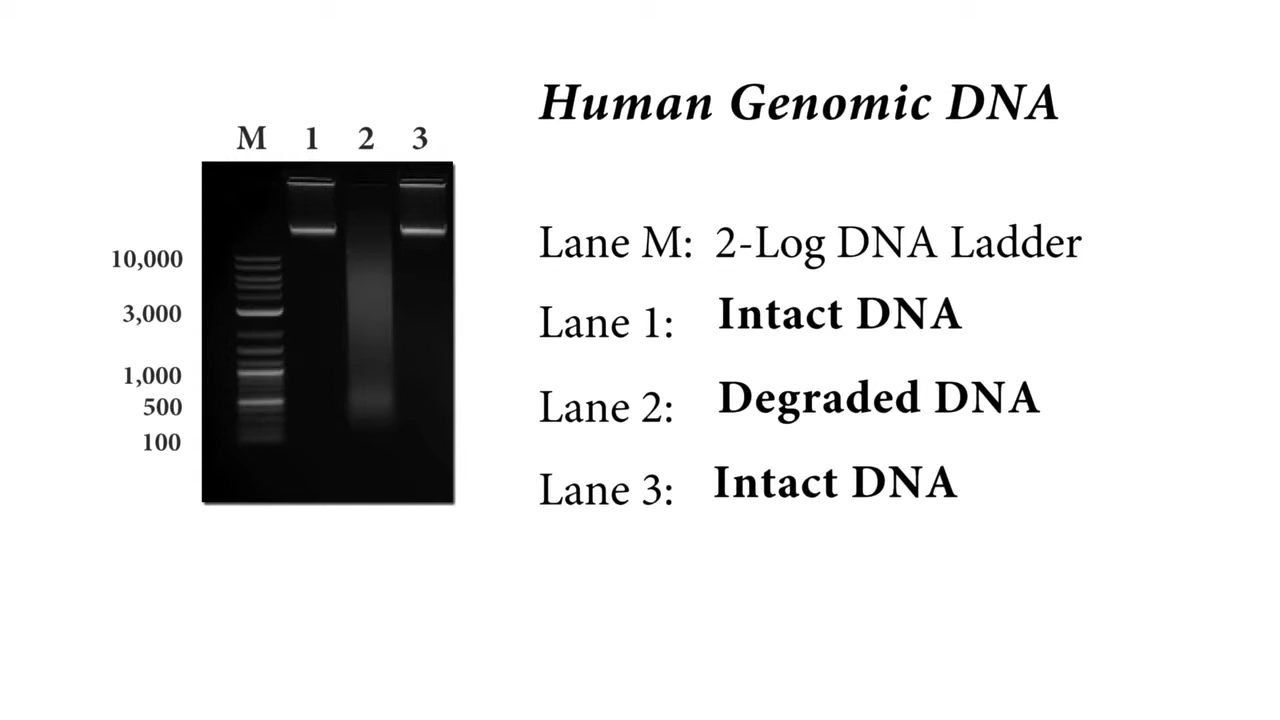 Human Genomic DNA
M 1 2 3
10,000
3,000
1,000
500
100
Lane M: 2-Log DNA Ladder
Lane 1: Intact DNA
Lane 2: Degraded DNA
Lane 3: Intact DNA